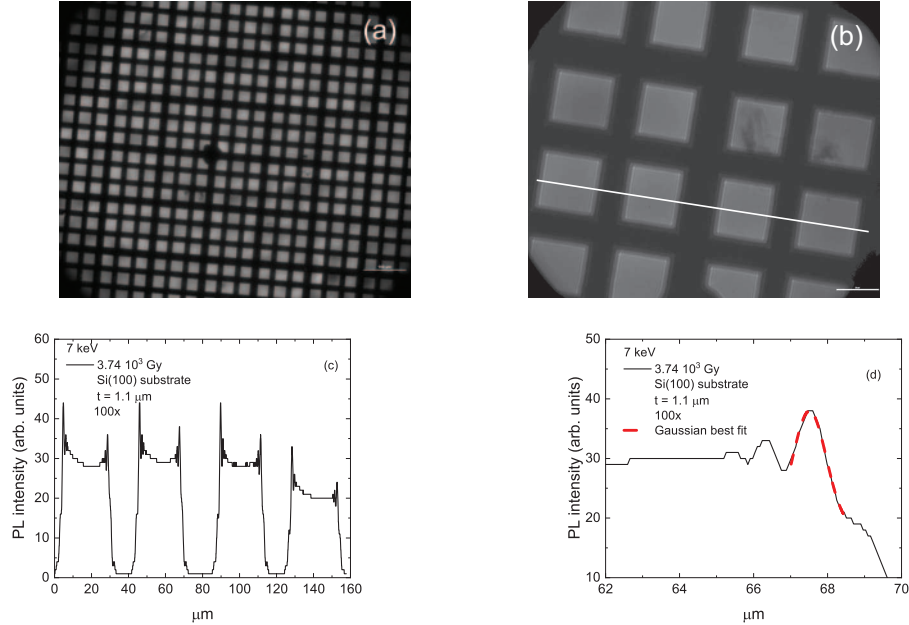 (a)
(b)
60
50
40
30
20
10
0
PL intensity (arb. units)
7 keV
3.74 10³ Gy
Si(100) substrate
t = 1.1 μm
100x
(c)
0 20 40 60 80 100 120 140 160
μm
50
40
30
20
10
PL intensity (arb. units)
7 keV
3.74 10³ Gy
Si(100) substrate
t = 1.1 μm
100x
Gaussian best fit
(d)
62 64 66 68 70
μm